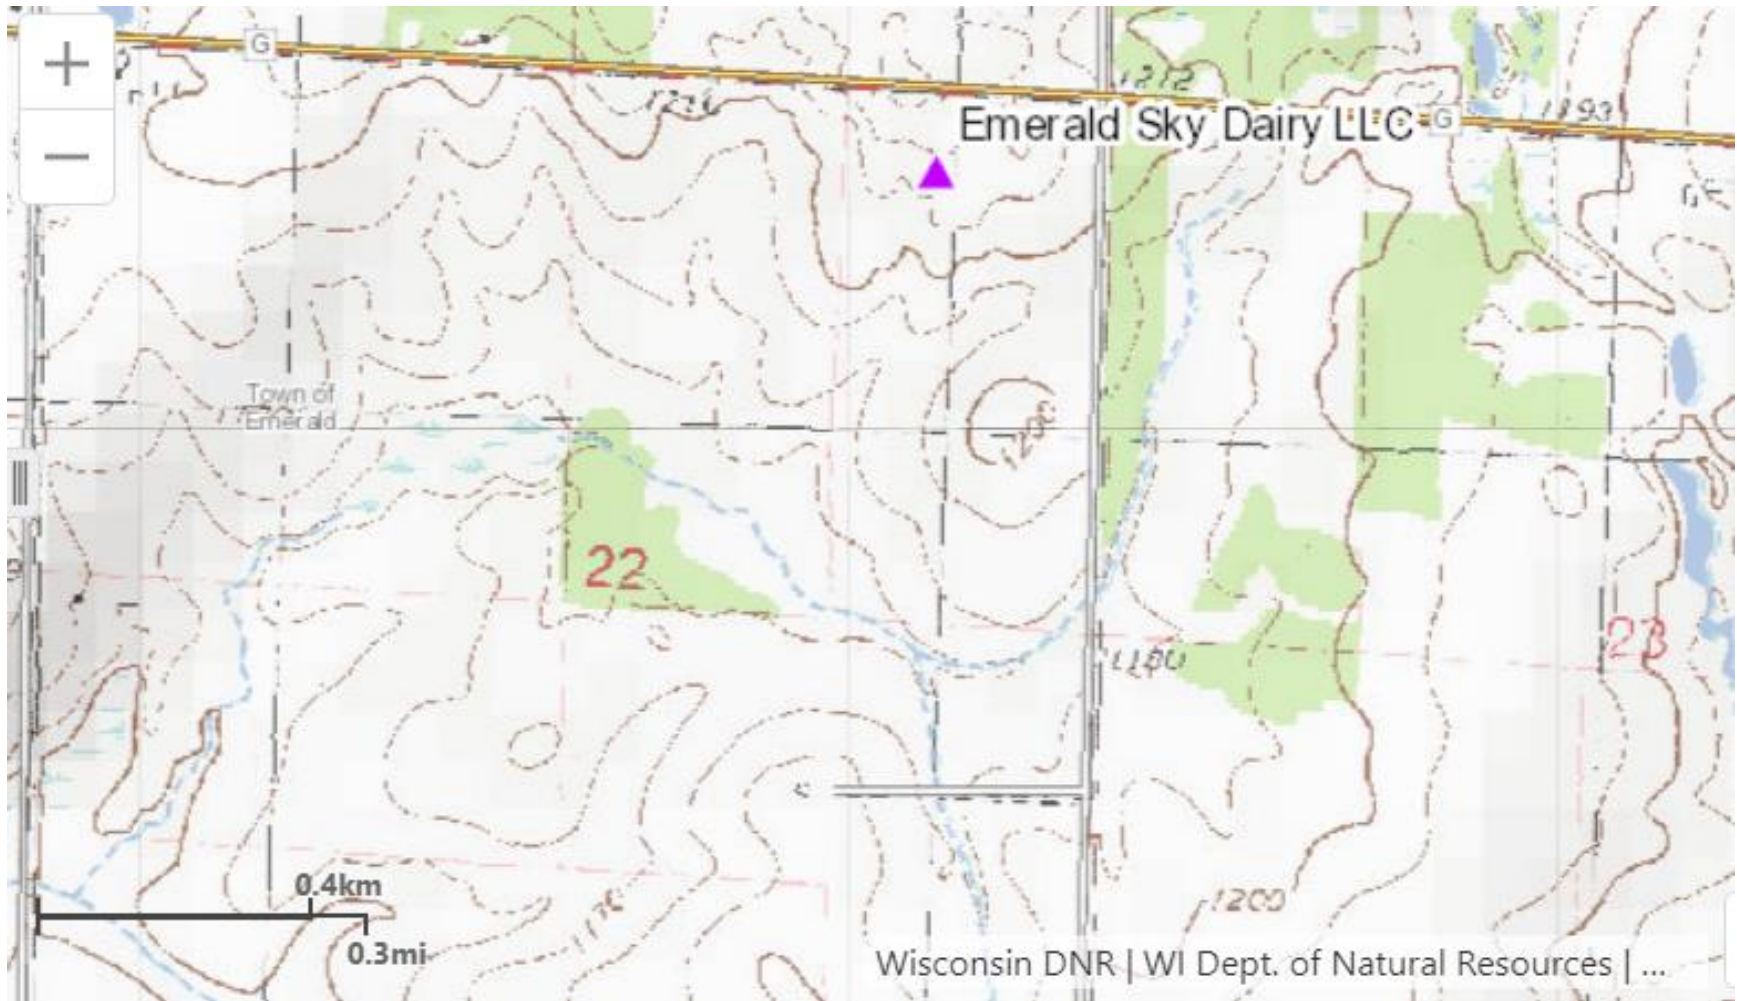 +
G
1212
Emerald Sky Dairy LLC
G
1193
−
Town of
Emerald
1200
22
23
1180
0.4km
1200
0.3mi
Wisconsin DNR | WI Dept. of Natural Resources | ...